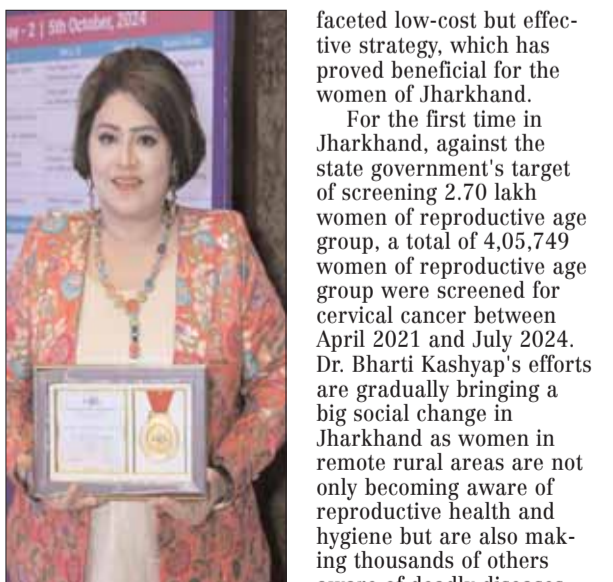 ay - 2 | 5th October, 2024
faceted low-cost but effec-
tive strategy, which has
proved beneficial for the
women of Jharkhand.
For the first time in
Jharkhand, against the
state government's target
of screening 2.70 lakh
women of reproductive age
group, a total of 4,05,749
women of reproductive age
group were screened for
cervical cancer between
April 2021 and July 2024.
Dr. Bharti Kashyap's efforts
are gradually bringing a
big social change in
Jharkhand as women in
remote rural areas are not
only becoming aware of
reproductive health and
hygiene but are also mak-
ing thousands of others